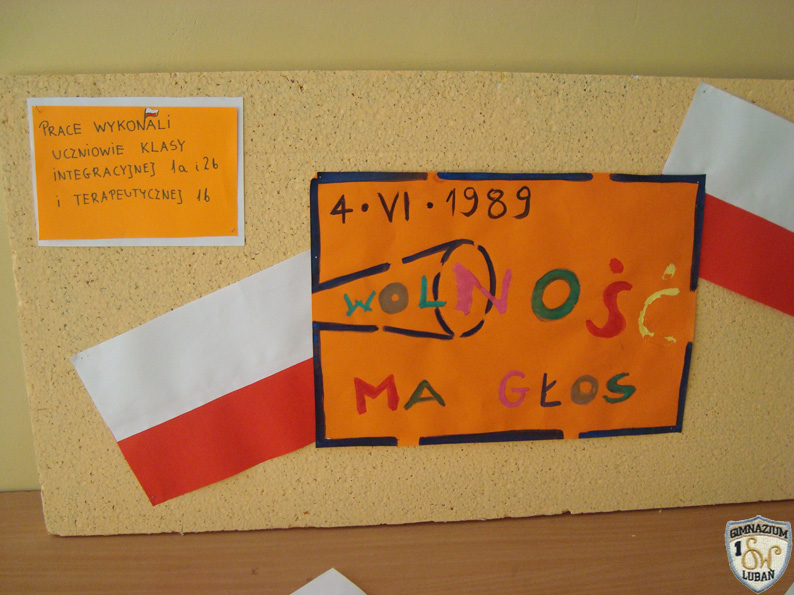 PRACE WYKONALI
UCZNIOWIE KLASY
INTEGRACYJNEJ 1a i 2b
i TERAPEUTYCZNEJ 1b
4 · VI · 1989
WOLNOŚĆ
MA GŁOS
GIMNAZJUM
1
LUBAŃ